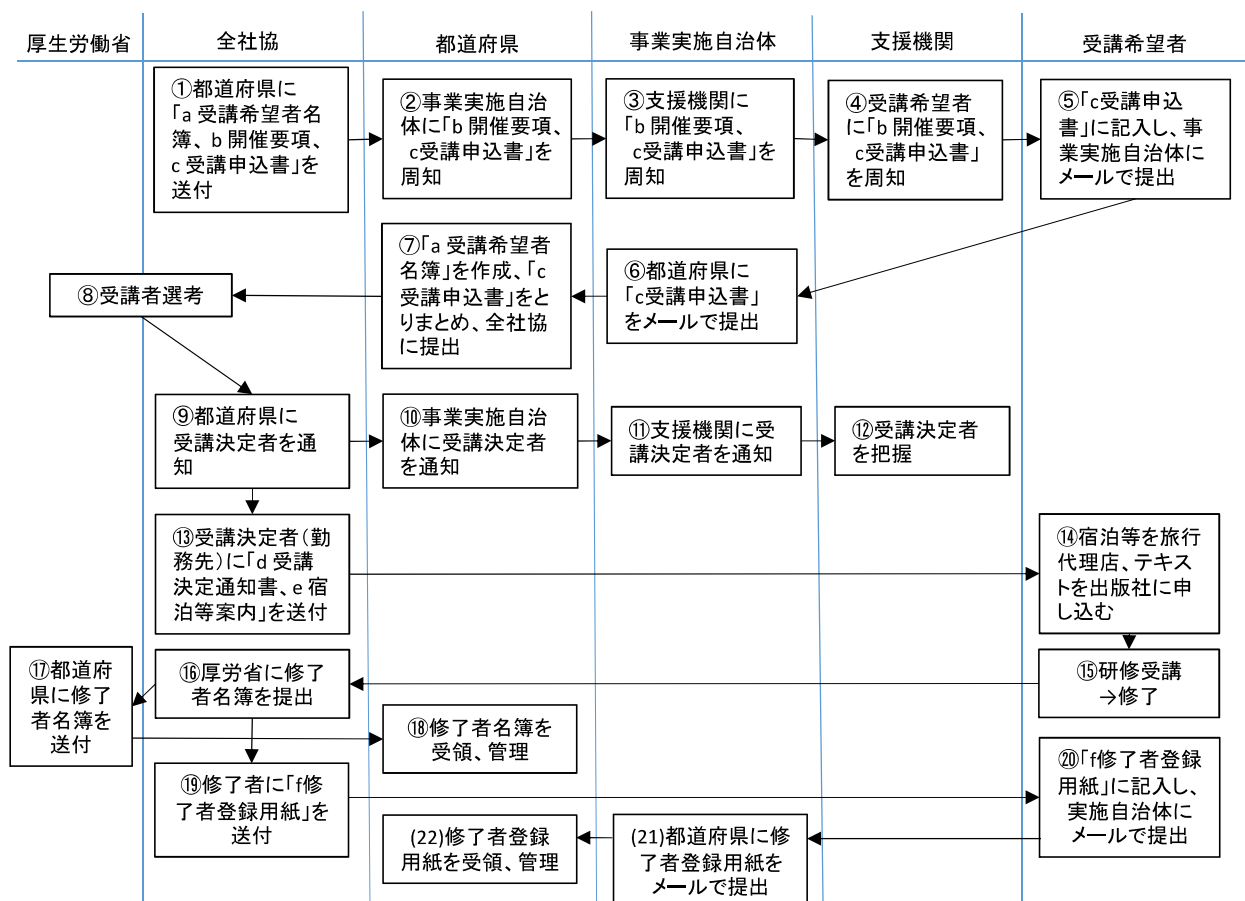 厚生労働省
全社協
都道府県
事業実施自治体
支援機関
受講希望者
①都道府県に
「a 受講希望者名
簿、b 開催要項、
c 受講申込書」を
送付
②事業実施自治
体に「b 開催要項、
c受講申込書」を
周知
③支援機関に
「b 開催要項、
c受講申込書」を
周知
④受講希望者
に「b 開催要項、
c受講申込書」
を周知
⑤「c受講申込
書」に記入し、事
業実施自治体に
メールで提出
⑥都道府県に
「c受講申込書」
をメールで提出
⑦「a 受講希望者
名簿」を作成、「c
受講申込書」をと
りまとめ、全社協
に提出
⑧受講者選考
⑨都道府県に
受講決定者を通
知
⑩事業実施自治
体に受講決定者
を通知
⑪支援機関に受
講決定者を通知
⑫受講決定者
を把握
⑬受講決定者（勤
務先）に「d 受講
決定通知書、e 宿
泊等案内」を送付
⑭宿泊等を旅行
代理店、テキス
トを出版社に申
し込む
⑮研修受講
→修了
⑯厚労省に修了
者名簿を提出
⑰都道府
県に修了
者名簿を
送付
⑱修了者名簿を
受領、管理
⑲修了者に「f修
了者登録用紙」を
送付
⑳「f修了者登録
用紙」に記入し、
実施自治体に
メールで提出
(21)都道府県に修
了者登録用紙を
メールで提出
(22)修了者登録
用紙を受領、管理